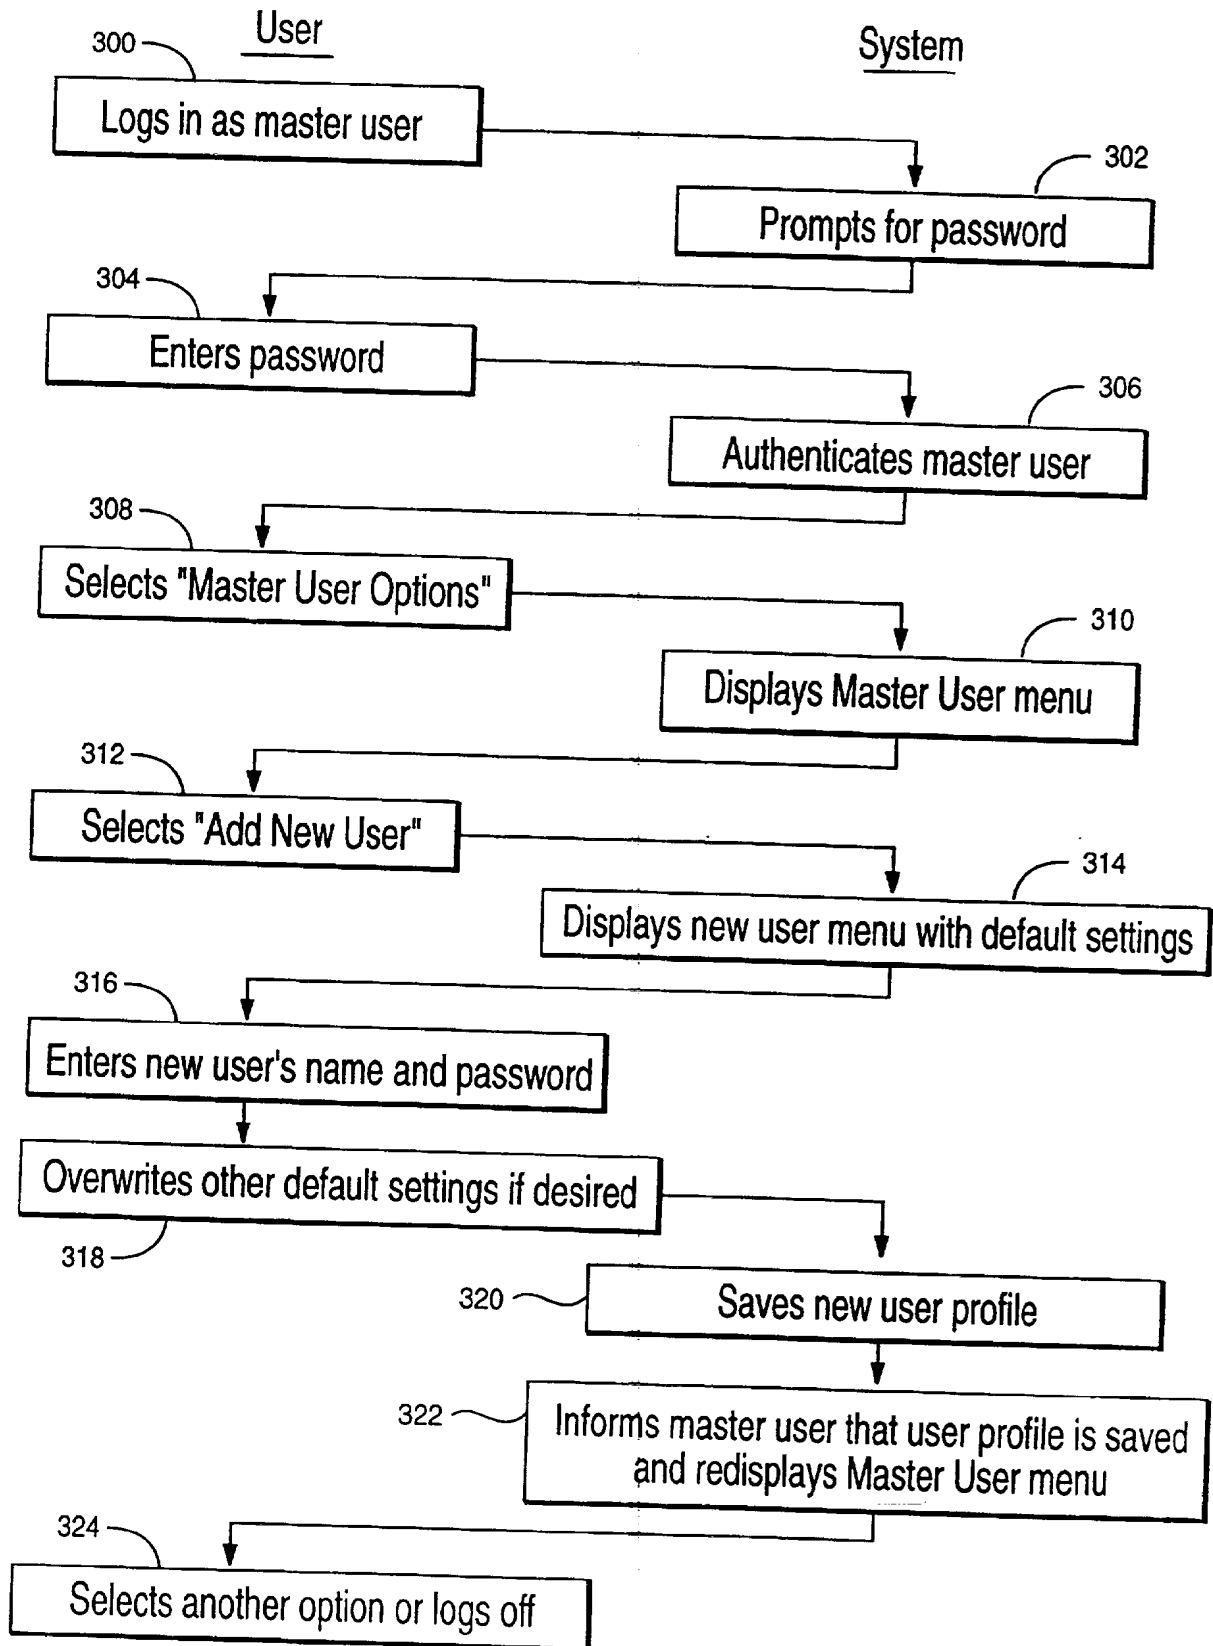 User
System
300
Logs in as master user
302
Prompts for password
304
Enters password
306
Authenticates master user
308
Selects "Master User Options"
310
Displays Master User menu
312
Selects "Add New User"
314
Displays new user menu with default settings
316
Enters new user's name and password
Overwrites other default settings if desired
318
320
Saves new user profile
322
Informs master user that user profile is saved
and redisplays Master User menu
324
Selects another option or logs off